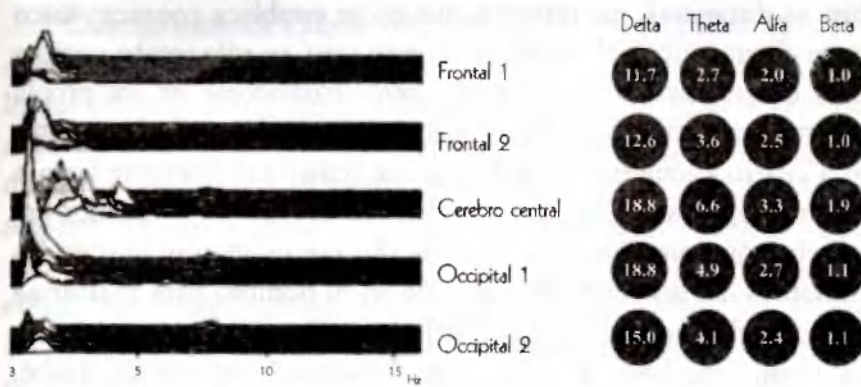 Delta Theta Alfa Beta
Frontal 1 11.7 2.7 2.0 1.0
Frontal 2 12.6 3.6 2.5 1.0
Cerebro central 18.8 6.6 3.3 1.9
Occipital 1 18.8 4.9 2.7 1.1
Occipital 2 15.0 4.1 2.4 1.1
3 5 10 15
Hz